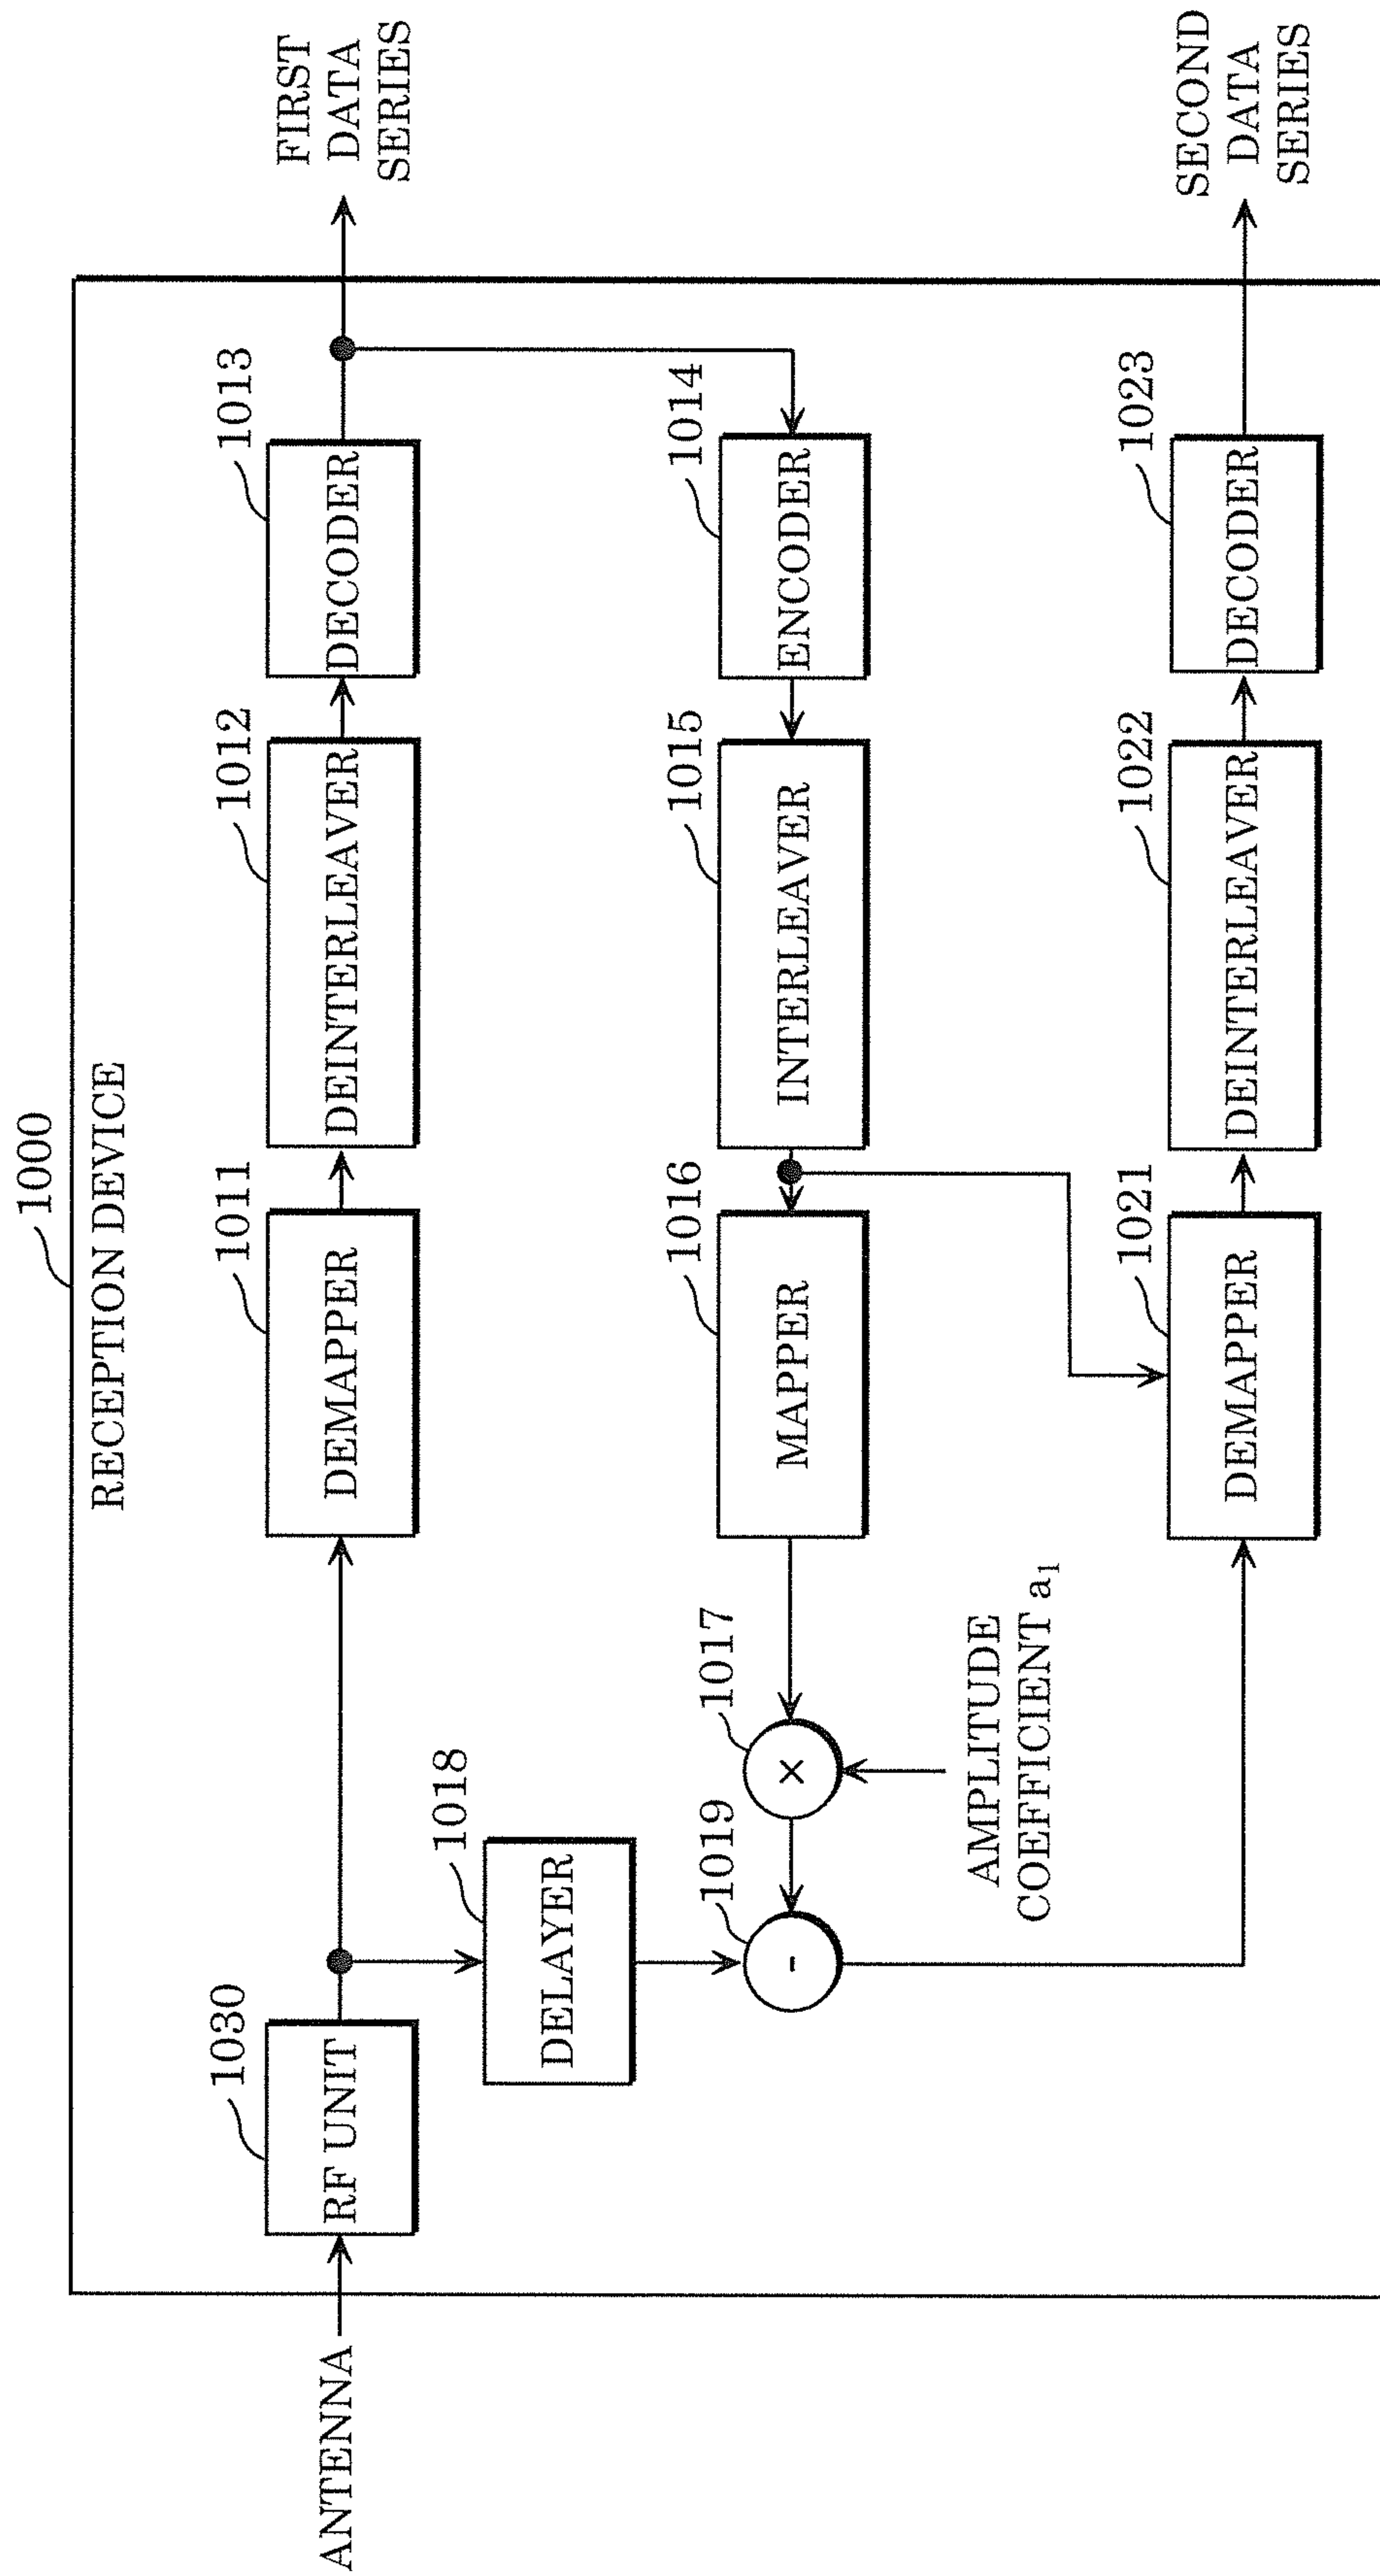 1000
RECEPTION DEVICE
ANTENNA
1030
RF UNIT
1011
DEMAPPER
1012
DEINTERLEAVER
1013
DECODER
FIRST
DATA
SERIES
1018
DELAYER
1019
-
1017
×
AMPLITUDE
COEFFICIENT a₁
1016
MAPPER
1015
INTERLEAVER
1014
ENCODER
1021
DEMAPPER
1022
DEINTERLEAVER
1023
DECODER
SECOND
DATA
SERIES